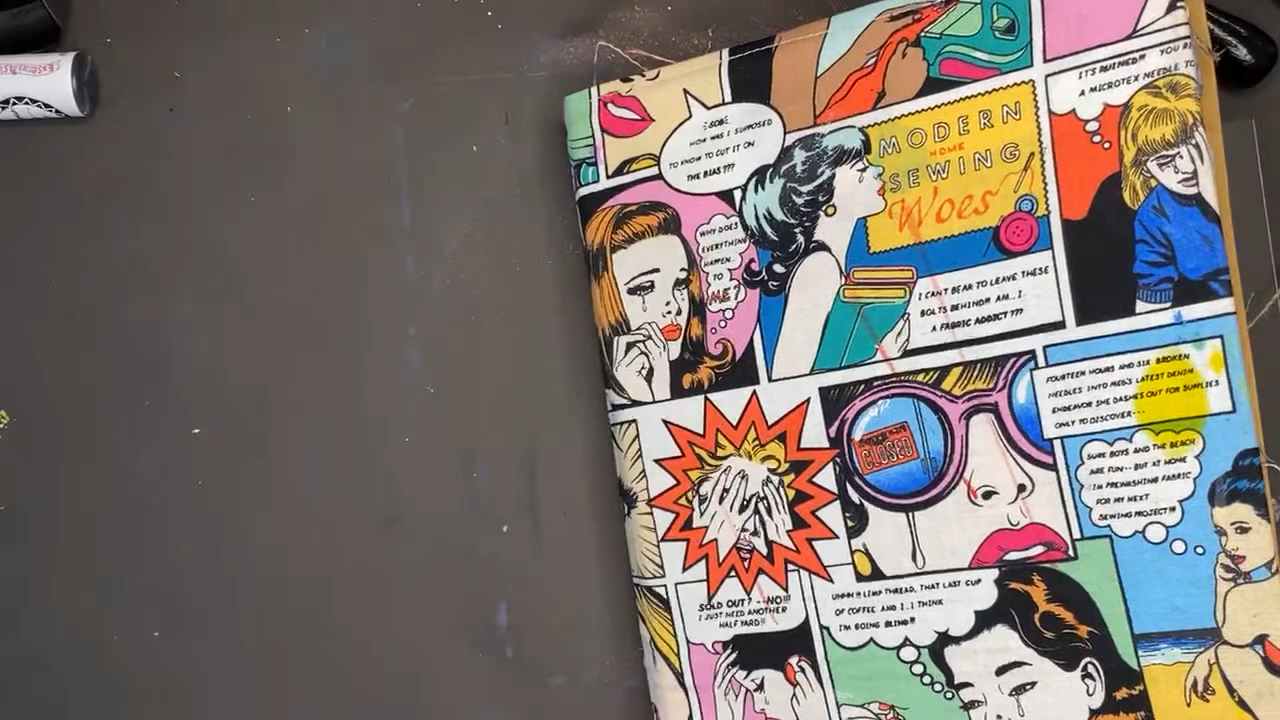 IT'S RUINED!! YOU
A MICROTEX NEEDLE TO
-SOB-
HOW WAS I SUPPOSED
TO KNOW TO CUT IT ON
THE BIAS???
MODERN
HOME
SEWING
Woes
WHY DOES
EVERYTHING
HAPPEN
TO
ME?
I CAN'T BEAR TO LEAVE THESE
BOLTS BEHIND!! AM..I
A FABRIC ADDICT???
FOURTEEN HOURS AND SIX BROKEN
NEEDLES INTO MEG'S LATEST DENIM
ENDEAVOR SHE DASHES OUT FOR SUPPLIES
ONLY TO DISCOVER---
CLOSED
SURE BOYS AND THE BEACH
ARE FUN-- BUT AT HOME
I'M PREWASHING FABRIC
FOR MY NEXT
SEWING PROJECT!!!
SOLD OUT? --NO!!!
I JUST NEED ANOTHER
HALF YARD!!
UHHH!! LIMP THREAD, THAT LAST CUP
OF COFFEE AND I..I THINK
I'M GOING BLIND!!